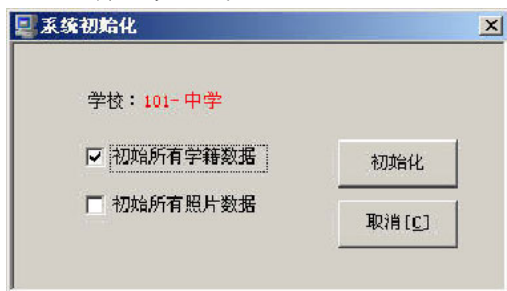 系统初始化
学校：101-中学
初始所有学籍数据
初始化
初始所有照片数据
取消[C]